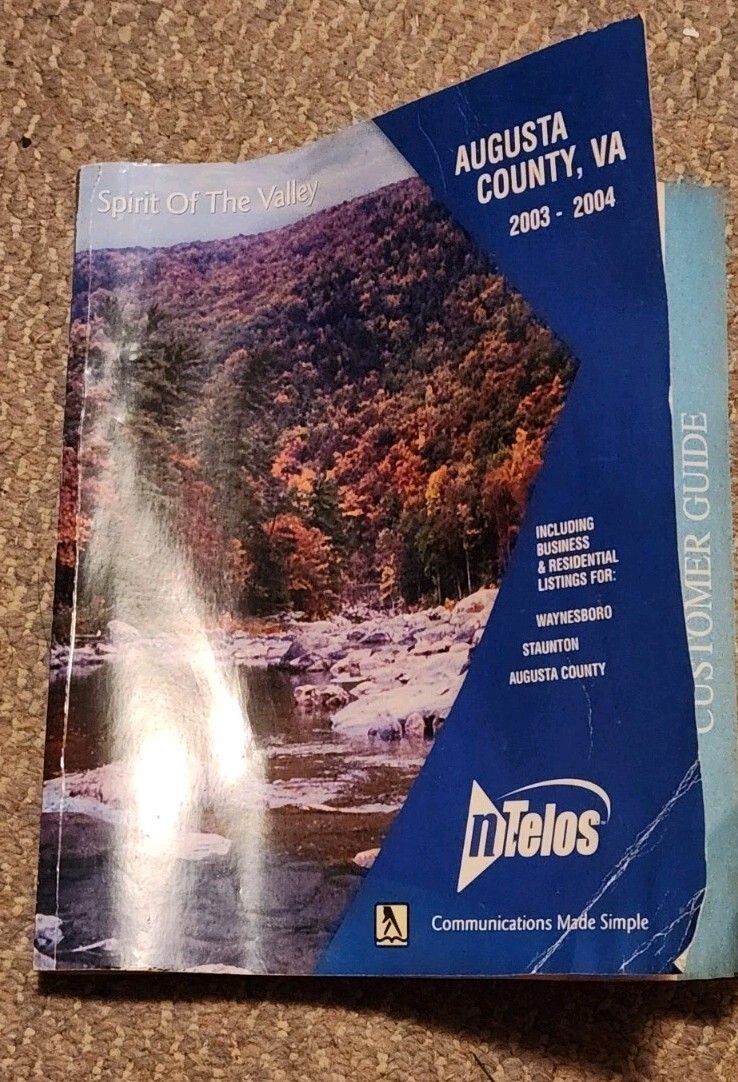 Spirit Of The Valley
AUGUSTA
COUNTY, VA
2003 - 2004
INCLUDING
BUSINESS
& RESIDENTIAL
LISTINGS FOR:
WAYNESBORO
STAUNTON
AUGUSTA COUNTY
nTelos
Communications Made Simple
CUSTOMER GUIDE